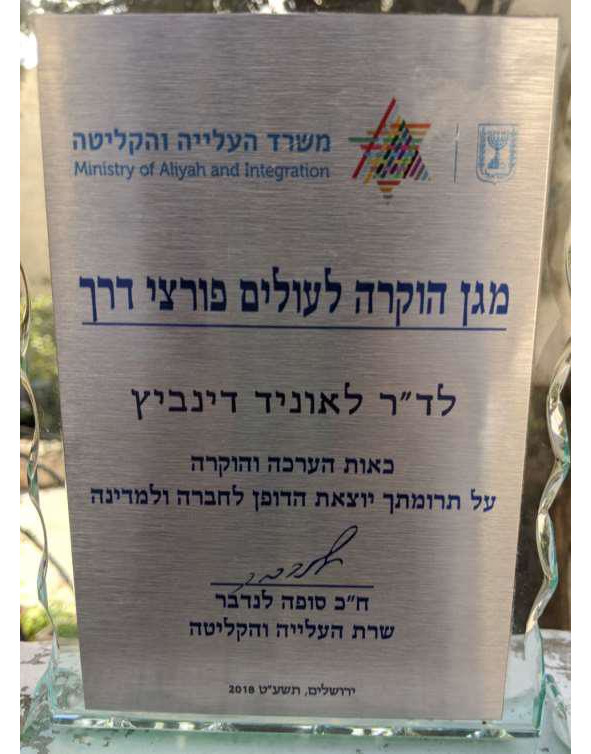 משרד העלייה והקליטה
Ministry of Aliyah and Integration
מגן הוקרה לעולים פורצי דרך
לד״ר לאוניד דינביץ
כאות הערכה והוקרה
על תרומתך יוצאת הדופן לחברה ולמדינה
ח״כ סופה לנדבר
שרת העלייה והקליטה
ירושלים, תשע״ט 2018